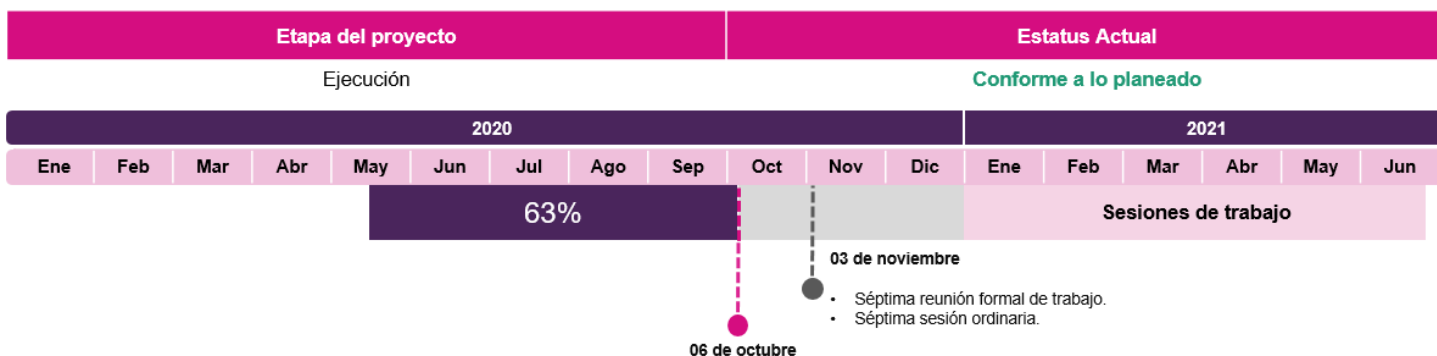 Etapa del proyecto Estatus Actual
Ejecución Conforme a lo planeado
2020 2021
Ene Feb Mar Abr May Jun Jul Ago Sep Oct Nov Dic Ene Feb Mar Abr May Jun
63% Sesiones de trabajo
03 de noviembre
• Séptima reunión formal de trabajo.
• Séptima sesión ordinaria.
06 de octubre